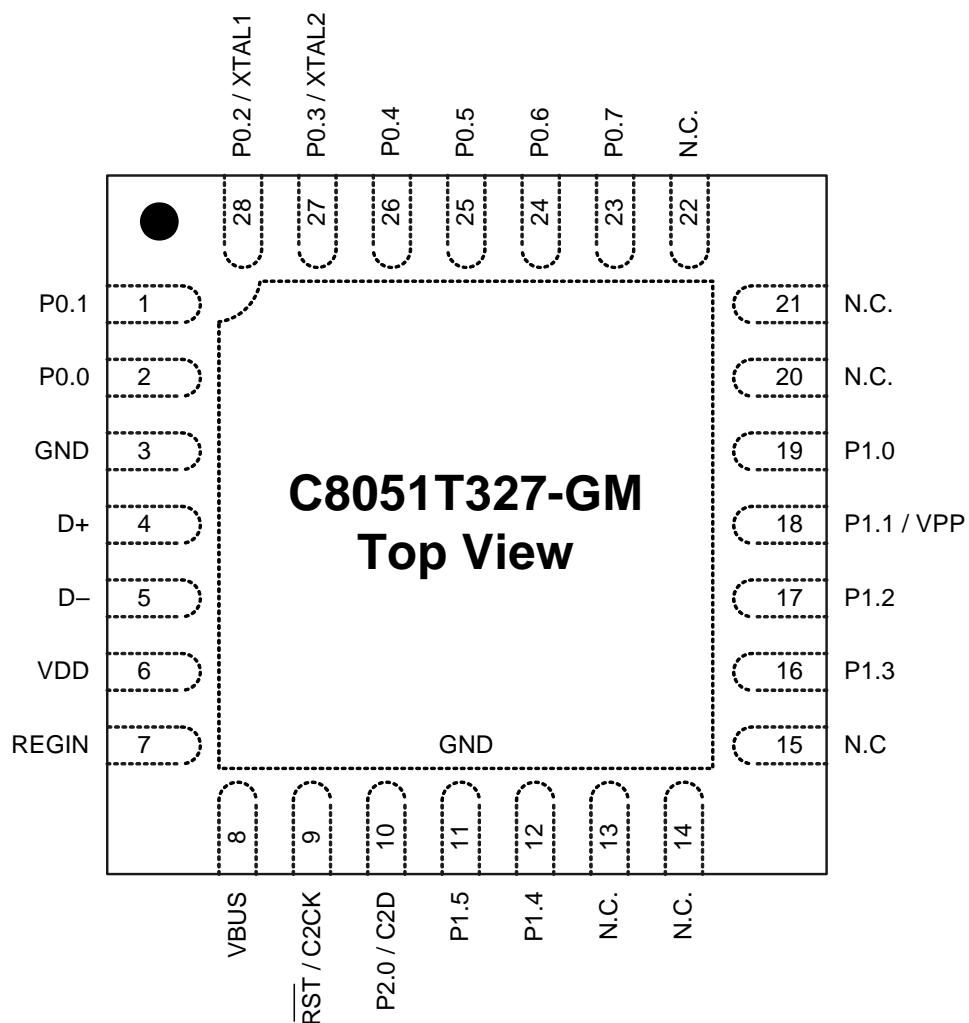 P0.2 / XTAL1
P0.3 / XTAL2
P0.4
P0.5
P0.6
P0.7
N.C.
28
27
26
25
24
23
22
P0.1
1
P0.0
2
GND
3
D+
4
D–
5
VDD
6
REGIN
7
21
N.C.
20
N.C.
19
P1.0
18
P1.1 / VPP
17
P1.2
16
P1.3
15
N.C
C8051T327-GM
Top View
GND
8
9
10
11
12
13
14
VBUS
R̅S̅T̅ / C2CK
P2.0 / C2D
P1.5
P1.4
N.C.
N.C.